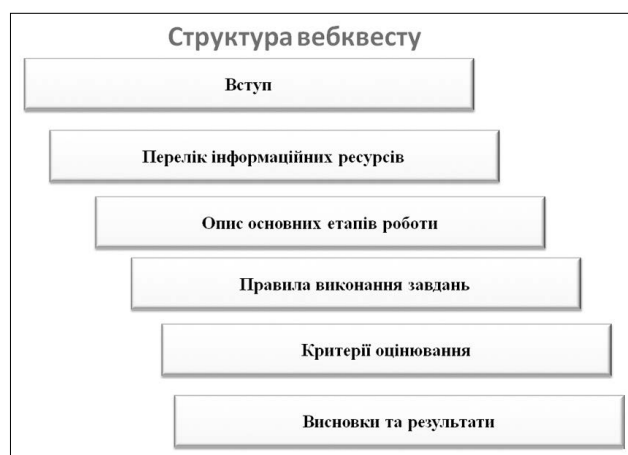 Структура вебквесту
Вступ
Перелік інформаційних ресурсів
Опис основних етапів роботи
Правила виконання завдань
Критерії оцінювання
Висновки та результати